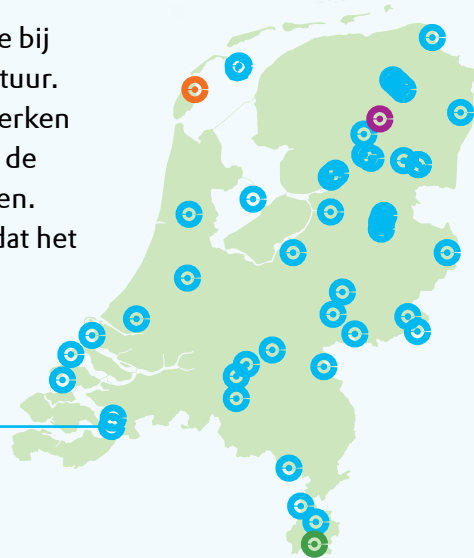 e bij
tuur.
erken
de
en.
dat het